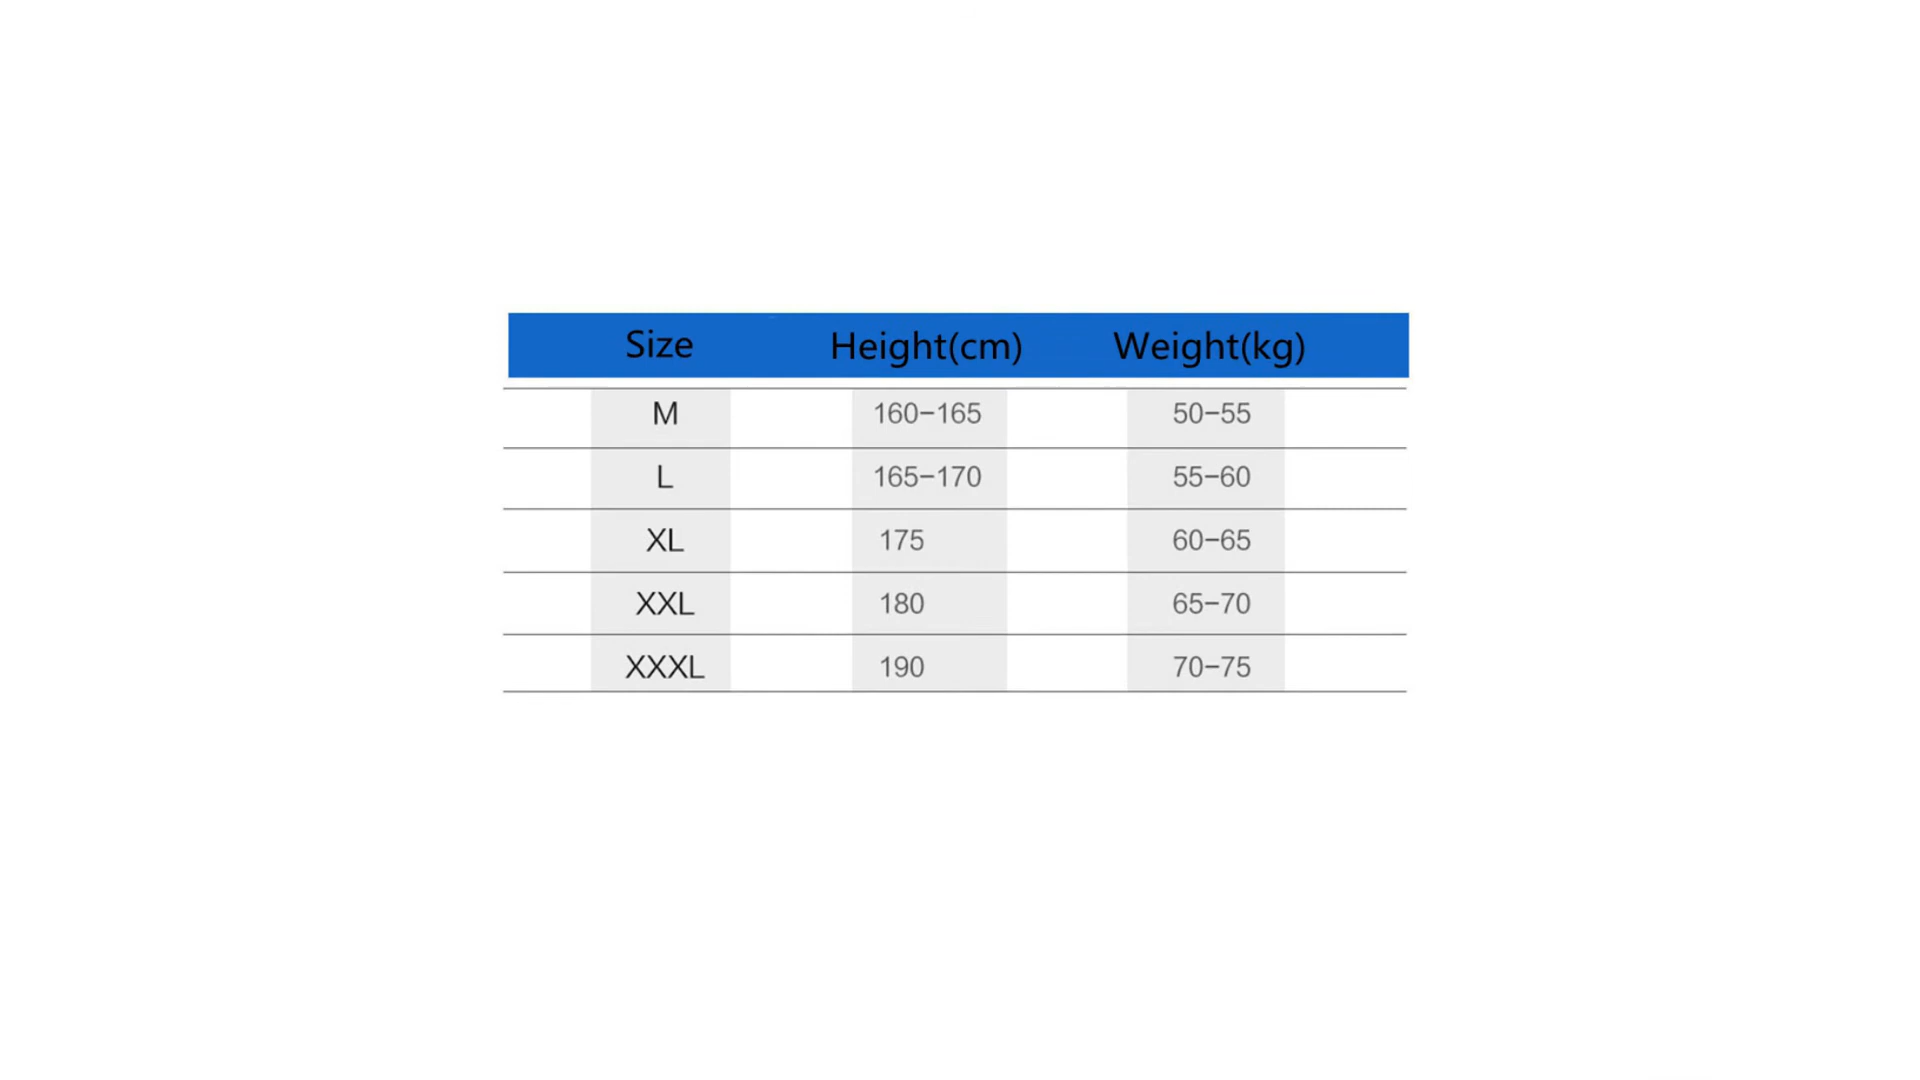 Size Height(cm) Weight(kg)
M 160-165 50-55
L 165-170 55-60
XL 175 60-65
XXL 180 65-70
XXXL 190 70-75